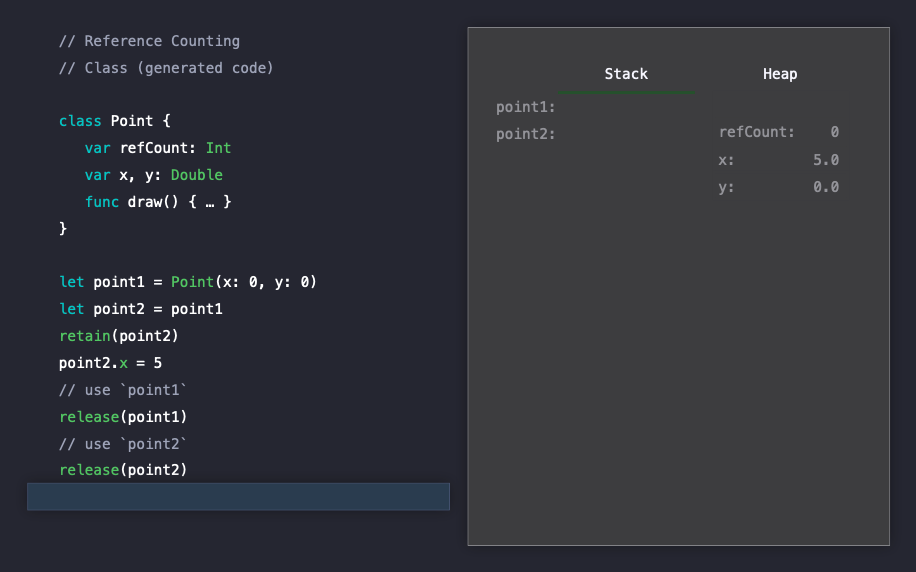 // Reference Counting
// Class (generated code)
class Point {
var refCount: Int
var x, y: Double
func draw() { … }
}
let point1 = Point(x: 0, y: 0)
let point2 = point1
retain(point2)
point2.x = 5
// use `point1`
release(point1)
// use `point2`
release(point2)
Stack Heap
point1:
point2:
refCount: 0
x: 5.0
y: 0.0